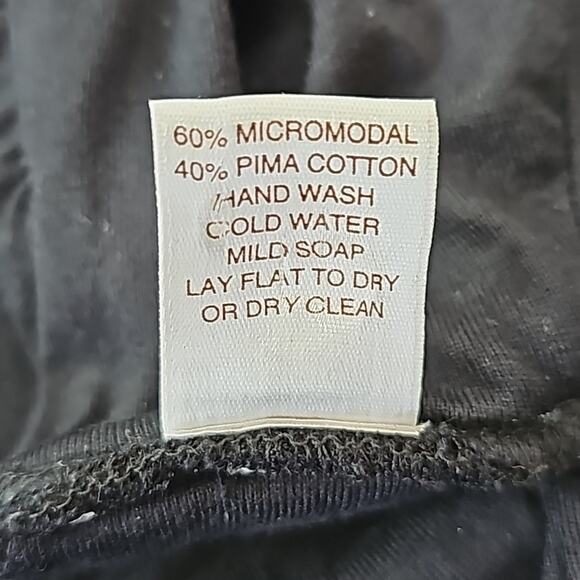 60% MICROMODAL
40% PIMA COTTON
HAND WASH
COLD WATER
MILD SOAP
LAY FLAT TO DRY
OR DRY CLEAN